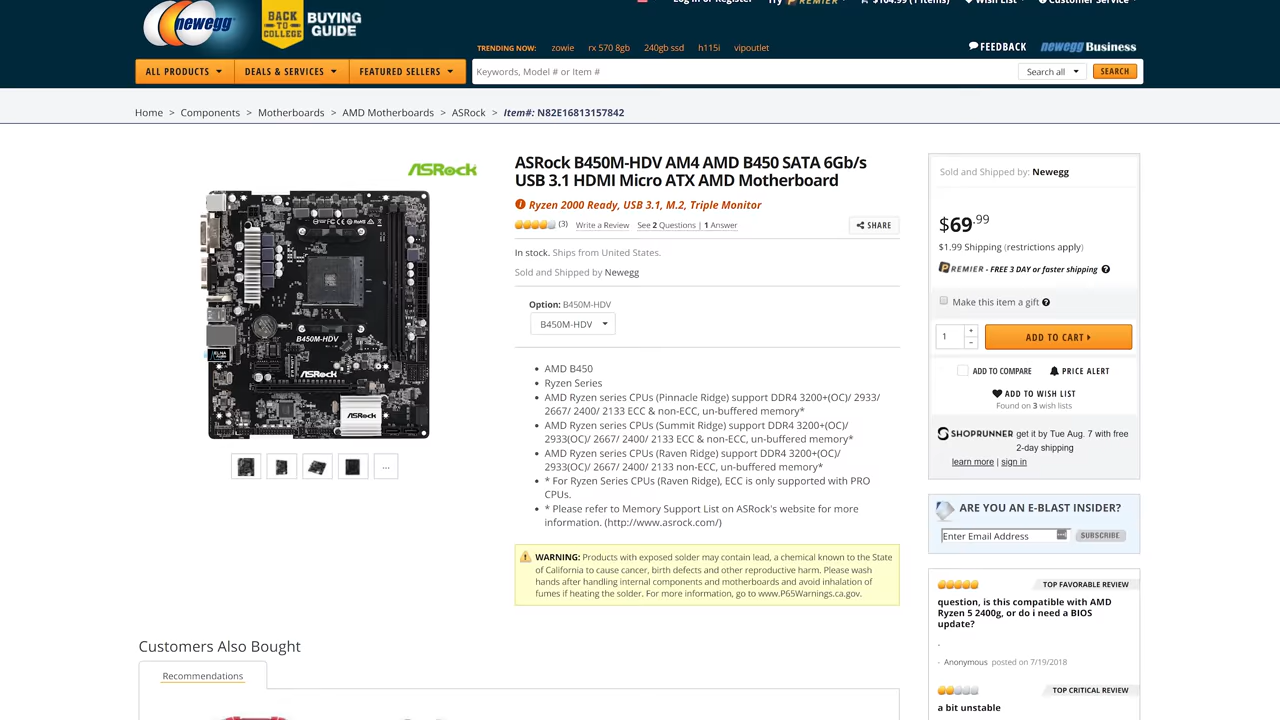 Log in or Register
Try PREMIER
$164.99 (1 Items)
Wish List
Customer Service
newegg
BACK TO COLLEGE
BUYING
GUIDE
TRENDING NOW: zowie rx 570 8gb 240gb ssd h115i vipoutlet
FEEDBACK
newegg Business
ALL PRODUCTS DEALS & SERVICES FEATURED SELLERS
Keywords, Model # or Item #
Search all
SEARCH
Home > Components > Motherboards > AMD Motherboards > ASRock > Item#: N82E16813157842
ASRock
B450M-HDV
ASRock
ASRock
...
ASRock B450M-HDV AM4 AMD B450 SATA 6Gb/s
USB 3.1 HDMI Micro ATX AMD Motherboard
Ryzen 2000 Ready, USB 3.1, M.2, Triple Monitor
(3) Write a Review See 2 Questions | 1 Answer
SHARE
In stock. Ships from United States.
Sold and Shipped by Newegg
Option: B450M-HDV
B450M-HDV
• AMD B450
• Ryzen Series
• AMD Ryzen series CPUs (Pinnacle Ridge) support DDR4 3200+(OC)/ 2933/
2667/ 2400/ 2133 ECC & non-ECC, un-buffered memory*
• AMD Ryzen series CPUs (Summit Ridge) support DDR4 3200+(OC)/
2933(OC)/ 2667/ 2400/ 2133 ECC & non-ECC, un-buffered memory*
• AMD Ryzen series CPUs (Raven Ridge) support DDR4 3200+(OC)/
2933(OC)/ 2667/ 2400/ 2133 non-ECC, un-buffered memory*
• * For Ryzen Series CPUs (Raven Ridge), ECC is only supported with PRO
CPUs.
• * Please refer to Memory Support List on ASRock's website for more
information. (http://www.asrock.com/)
WARNING: Products with exposed solder may contain lead, a chemical known to the State
of California to cause cancer, birth defects and other reproductive harm. Please wash
hands after handling internal components and motherboards and avoid inhalation of
fumes if heating the solder. For more information, go to www.P65Warnings.ca.gov.
Sold and Shipped by: Newegg
$69.99
$1.99 Shipping (restrictions apply)
PREMIER - FREE 3 DAY or faster shipping
Make this item a gift
1
+
-
ADD TO CART
ADD TO COMPARE
PRICE ALERT
ADD TO WISH LIST
Found on 3 wish lists
SHOPRUNNER get it by Tue Aug. 7 with free
2-day shipping
learn more | sign in
ARE YOU AN E-BLAST INSIDER?
Enter Email Address
SUBSCRIBE
TOP FAVORABLE REVIEW
question, is this compatible with AMD
Ryzen 5 2400g, or do i need a BIOS
update?
.
- Anonymous posted on 7/19/2018
TOP CRITICAL REVIEW
a bit unstable
Customers Also Bought
Recommendations